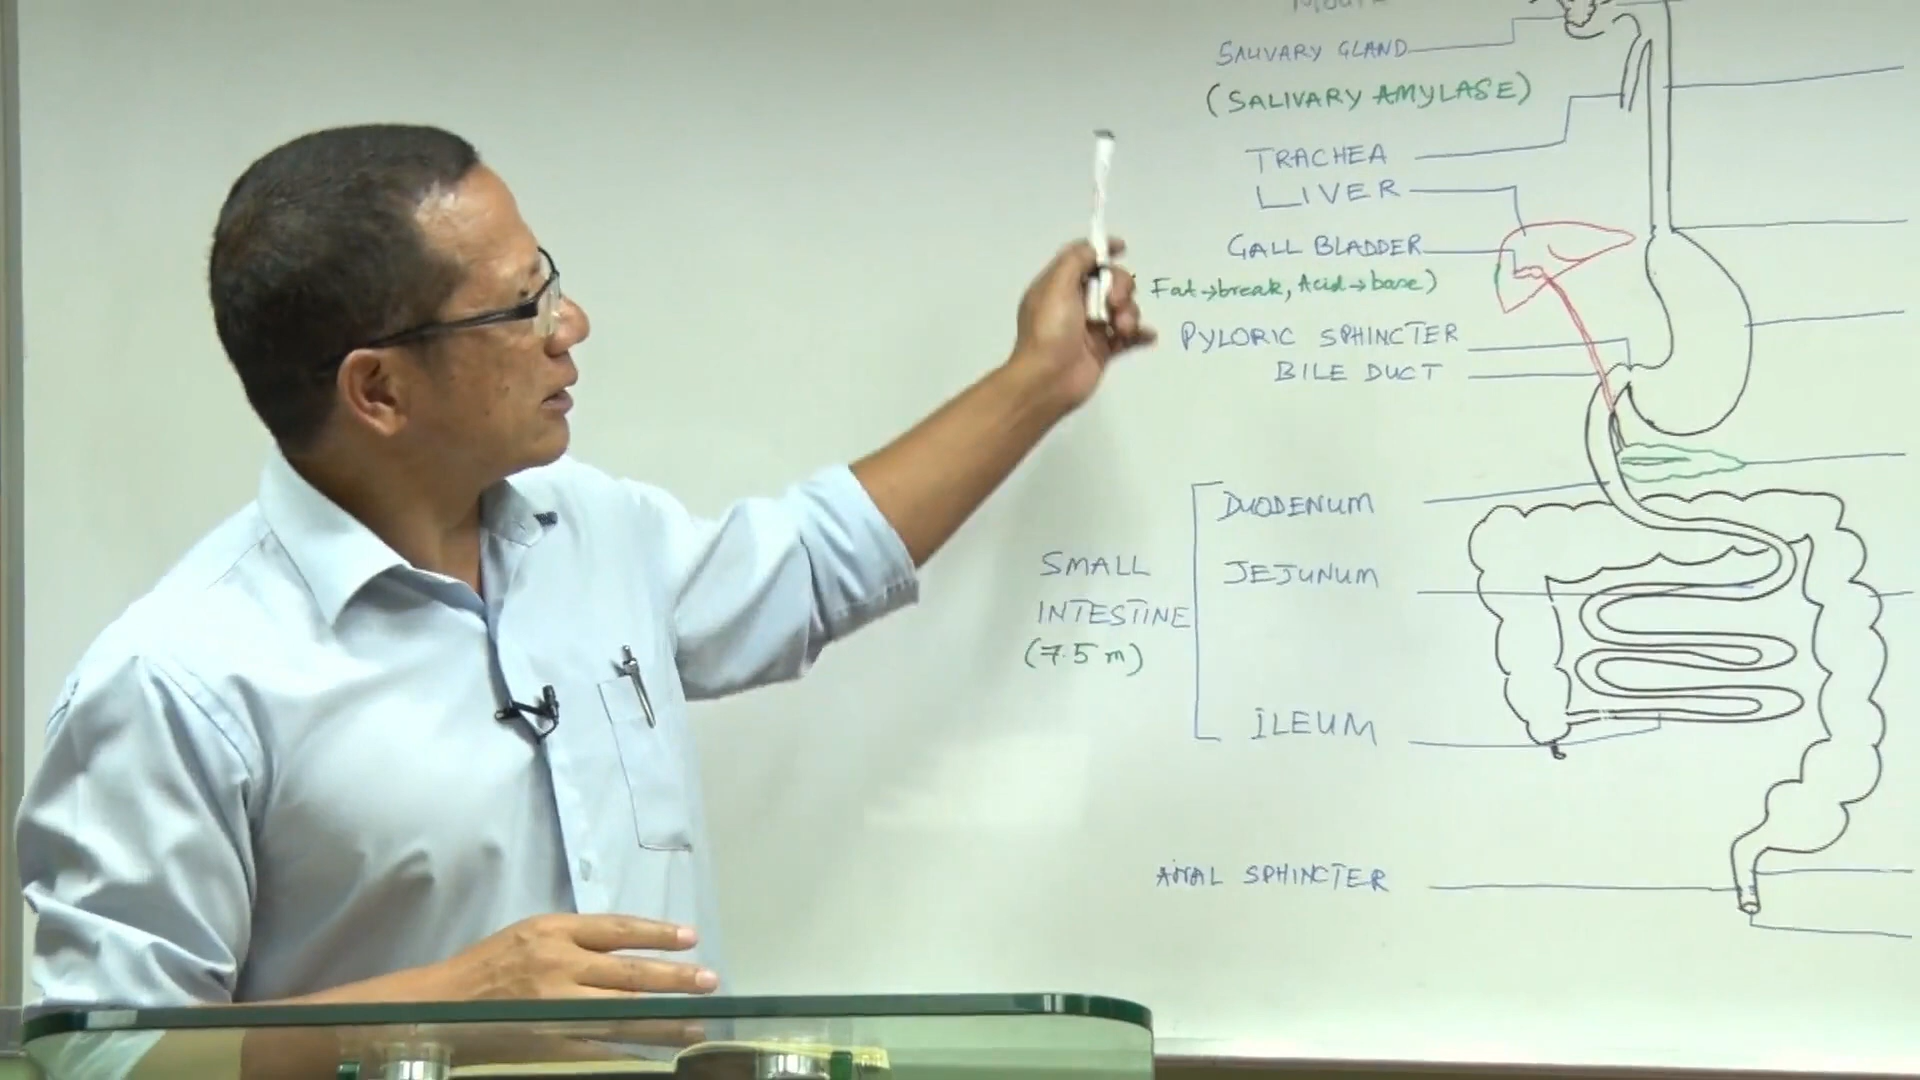 MOUTH
SALIVARY GLAND
(SALIVARY AMYLASE)
TRACHEA
LIVER
GALL BLADDER
Fat→break, Acid→base)
PYLORIC SPHINCTER
BILE DUCT
DUODENUM
SMALL
INTESTINE
(7.5 m)
JEJUNUM
ILEUM
ANAL SPHINCTER